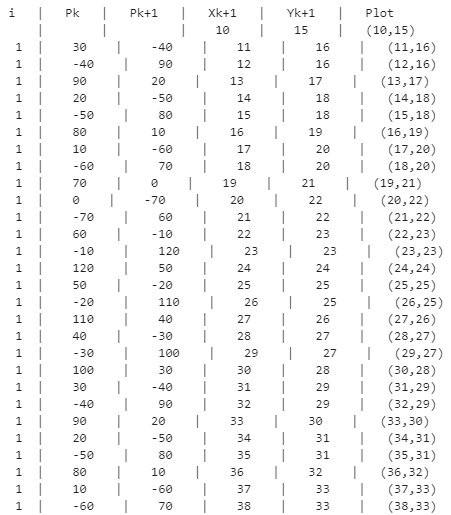 i | Pk | Pk+1 | Xk+1 | Yk+1 | Plot
| | | 10 | 15 | (10,15)
1 | 30 | -40 | 11 | 16 | (11,16)
1 | -40 | 90 | 12 | 16 | (12,16)
1 | 90 | 20 | 13 | 17 | (13,17)
1 | 20 | -50 | 14 | 18 | (14,18)
1 | -50 | 80 | 15 | 18 | (15,18)
1 | 80 | 10 | 16 | 19 | (16,19)
1 | 10 | -60 | 17 | 20 | (17,20)
1 | -60 | 70 | 18 | 20 | (18,20)
1 | 70 | 0 | 19 | 21 | (19,21)
1 | 0 | -70 | 20 | 22 | (20,22)
1 | -70 | 60 | 21 | 22 | (21,22)
1 | 60 | -10 | 22 | 23 | (22,23)
1 | -10 | 120 | 23 | 23 | (23,23)
1 | 120 | 50 | 24 | 24 | (24,24)
1 | 50 | -20 | 25 | 25 | (25,25)
1 | -20 | 110 | 26 | 25 | (26,25)
1 | 110 | 40 | 27 | 26 | (27,26)
1 | 40 | -30 | 28 | 27 | (28,27)
1 | -30 | 100 | 29 | 27 | (29,27)
1 | 100 | 30 | 30 | 28 | (30,28)
1 | 30 | -40 | 31 | 29 | (31,29)
1 | -40 | 90 | 32 | 29 | (32,29)
1 | 90 | 20 | 33 | 30 | (33,30)
1 | 20 | -50 | 34 | 31 | (34,31)
1 | -50 | 80 | 35 | 31 | (35,31)
1 | 80 | 10 | 36 | 32 | (36,32)
1 | 10 | -60 | 37 | 33 | (37,33)
1 | -60 | 70 | 38 | 33 | (38,33)